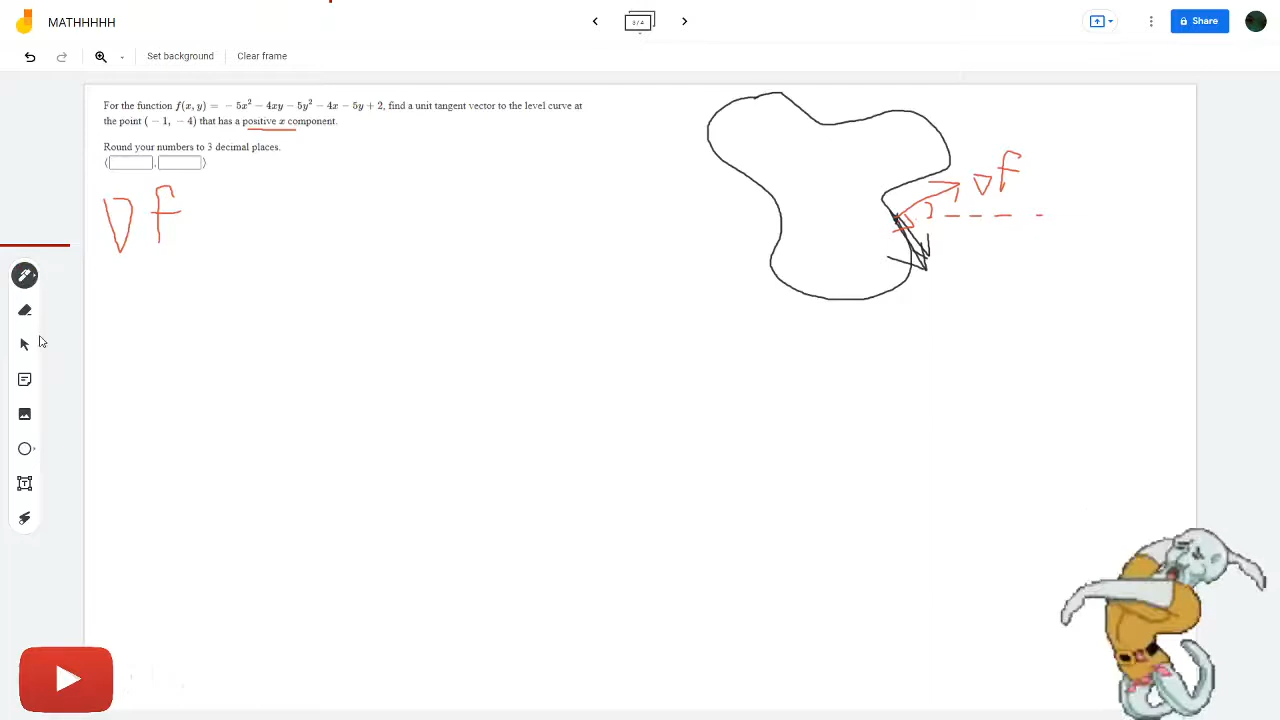 MATHHHHH
3 / 4
Share
Set background
Clear frame
For the function f(x, y) = − 5x² − 4xy − 5y² − 4x − 5y + 2, find a unit tangent vector to the level curve at
the point ( − 1, − 4) that has a positive x component.
Round your numbers to 3 decimal places.
( , )
∇f
∇f